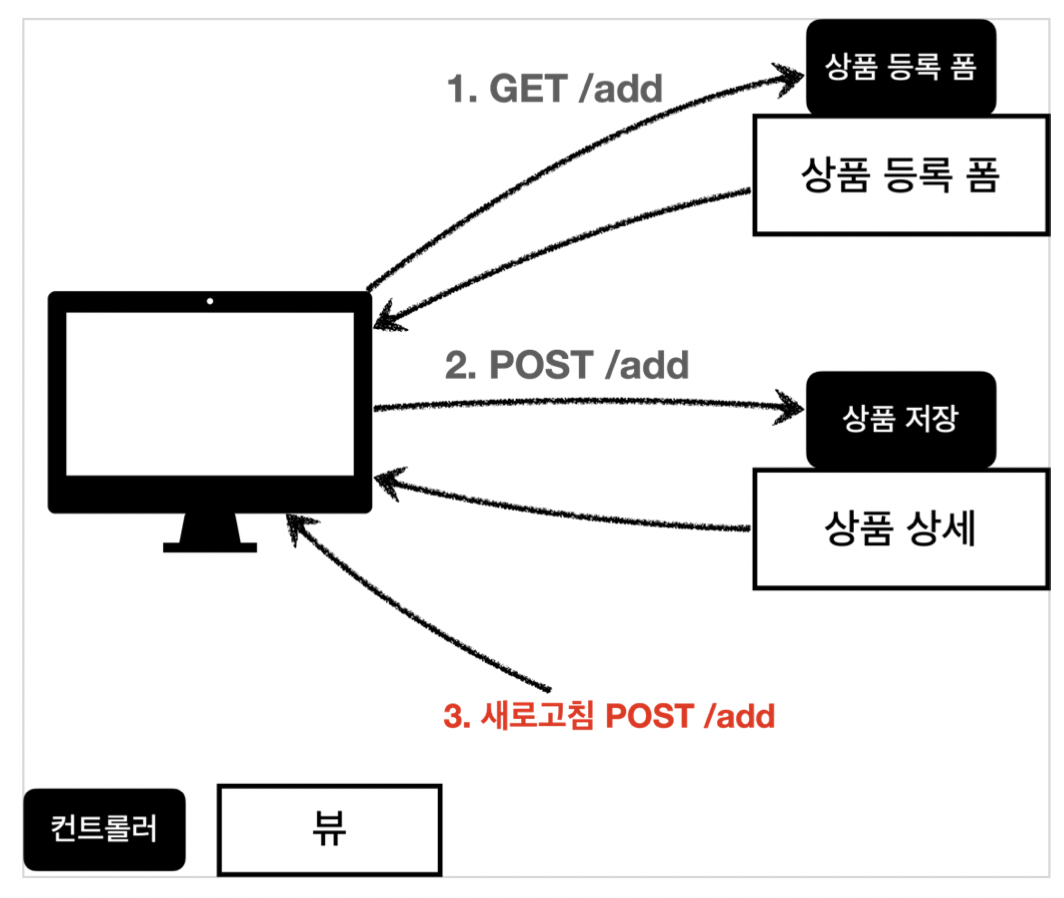 1. GET /add
상품 등록 폼
상품 등록 폼
2. POST /add
상품 저장
상품 상세
3. 새로고침 POST /add
컨트롤러
뷰